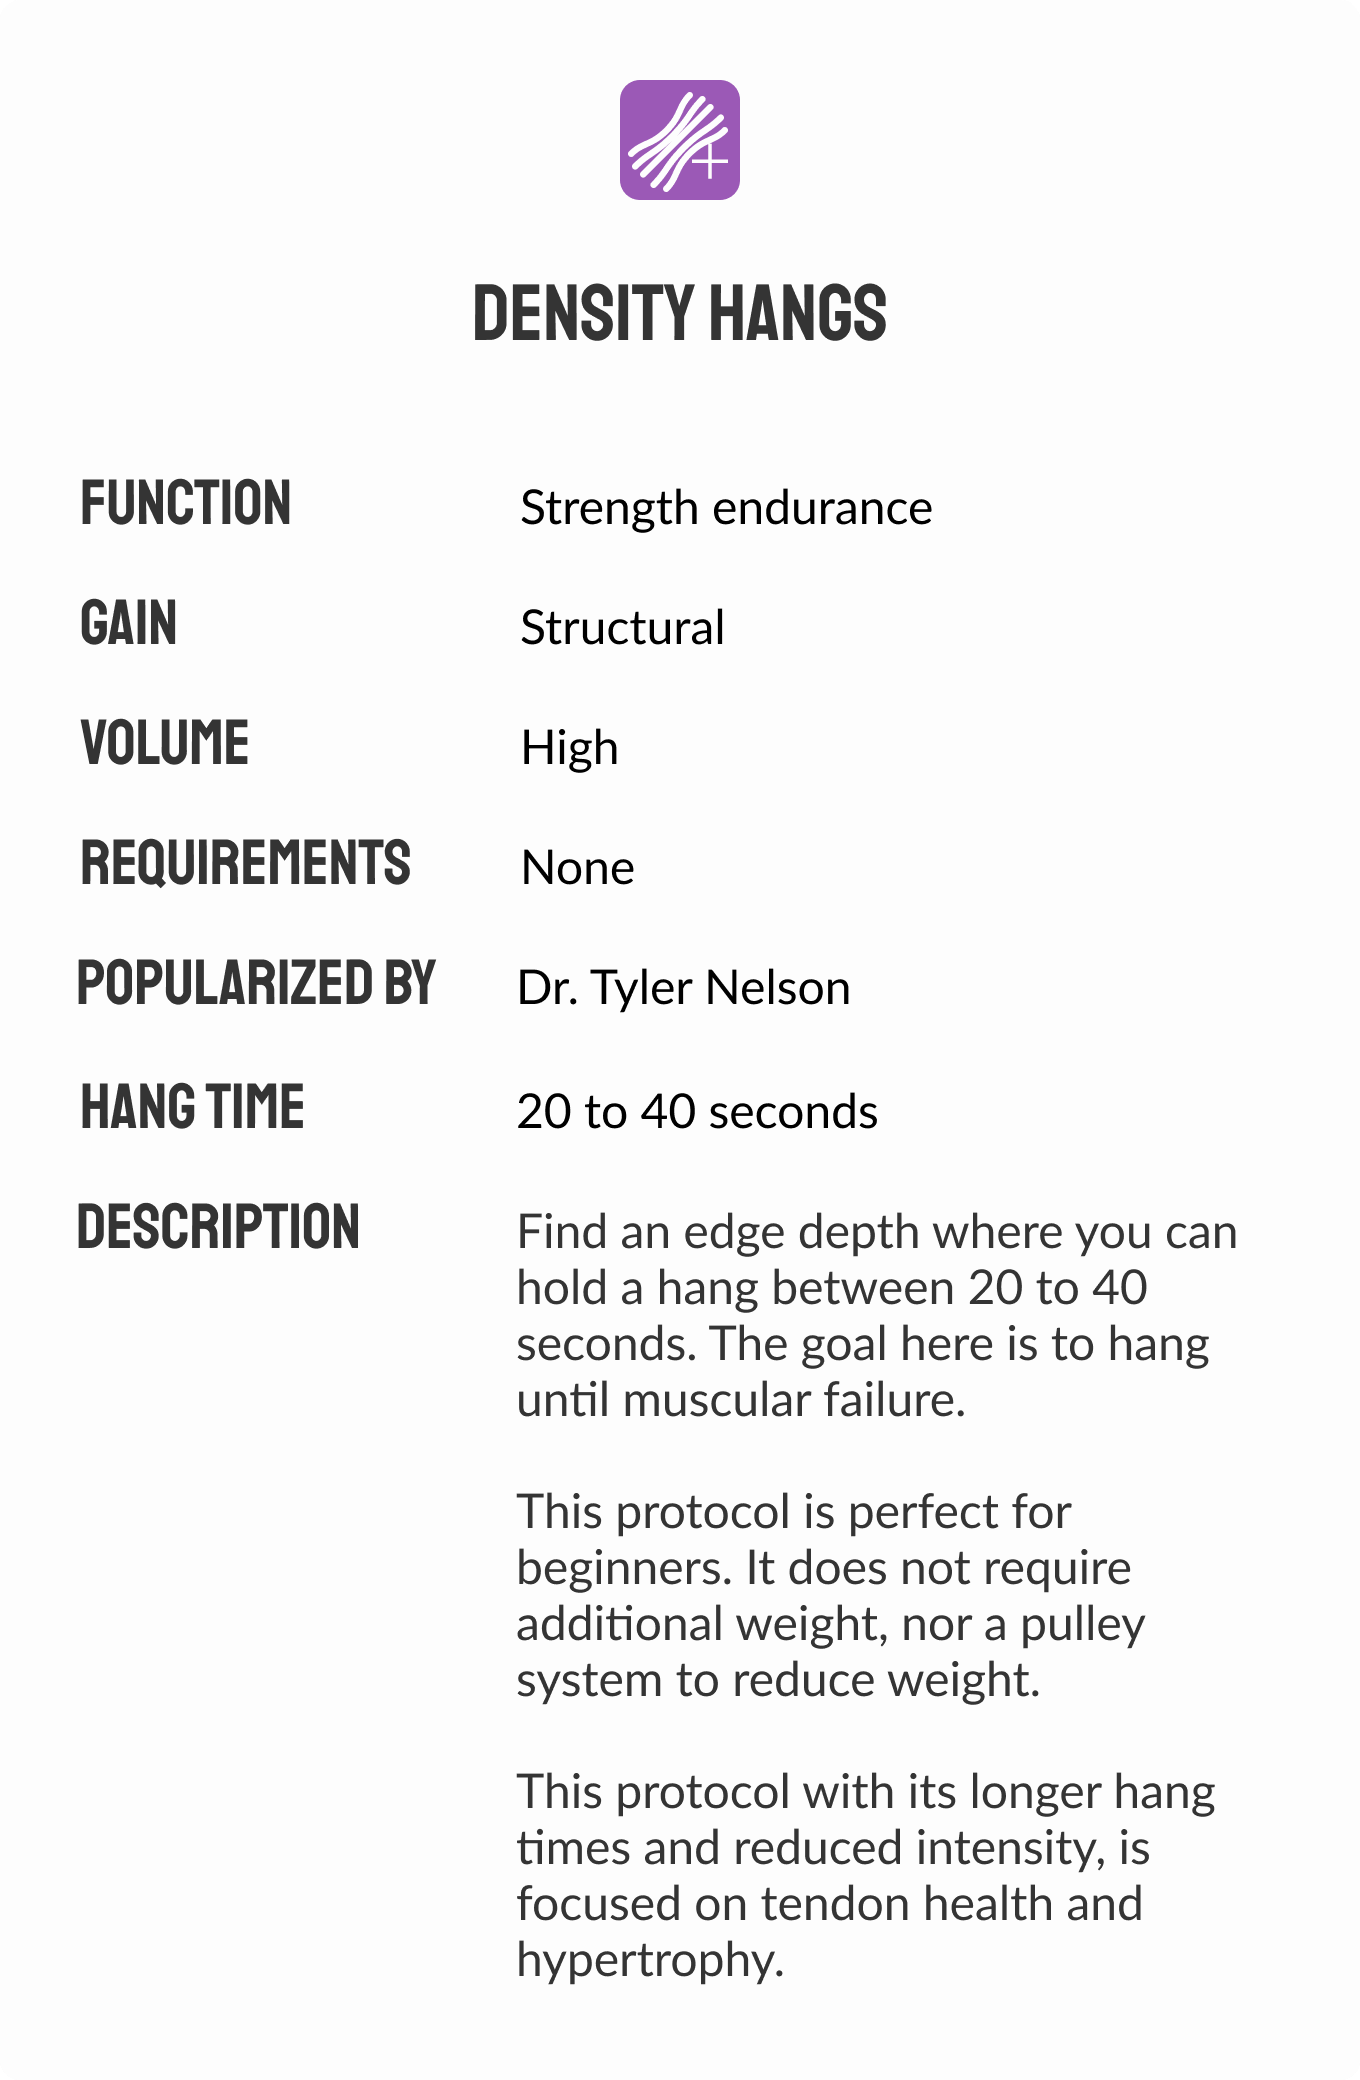 DENSITY HANGS
FUNCTION Strength endurance
GAIN Structural
VOLUME High
REQUIREMENTS None
POPULARIZED BY Dr. Tyler Nelson
HANG TIME 20 to 40 seconds
DESCRIPTION Find an edge depth where you can
hold a hang between 20 to 40
seconds. The goal here is to hang
until muscular failure.
This protocol is perfect for
beginners. It does not require
additional weight, nor a pulley
system to reduce weight.
This protocol with its longer hang
times and reduced intensity, is
focused on tendon health and
hypertrophy.